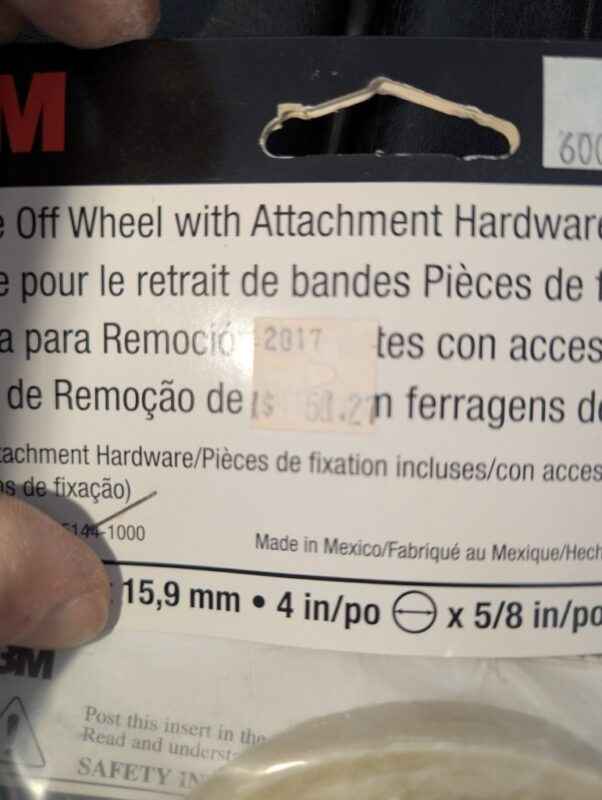 3M
600
Off Wheel with Attachment Hardware
pour le retrait de bandes Pièces de
para Remoció tes con acces
2017
de Remoção de n ferragens de
$
tachment Hardware/Pièces de fixation incluses/con acces
s de fixação)
5144-1000
Made in Mexico/Fabriqué au Mexique/Hech
15,9 mm • 4 in/po x 5/8 in/po
3M
Post this insert in the
Read and underst
SAFETY IN